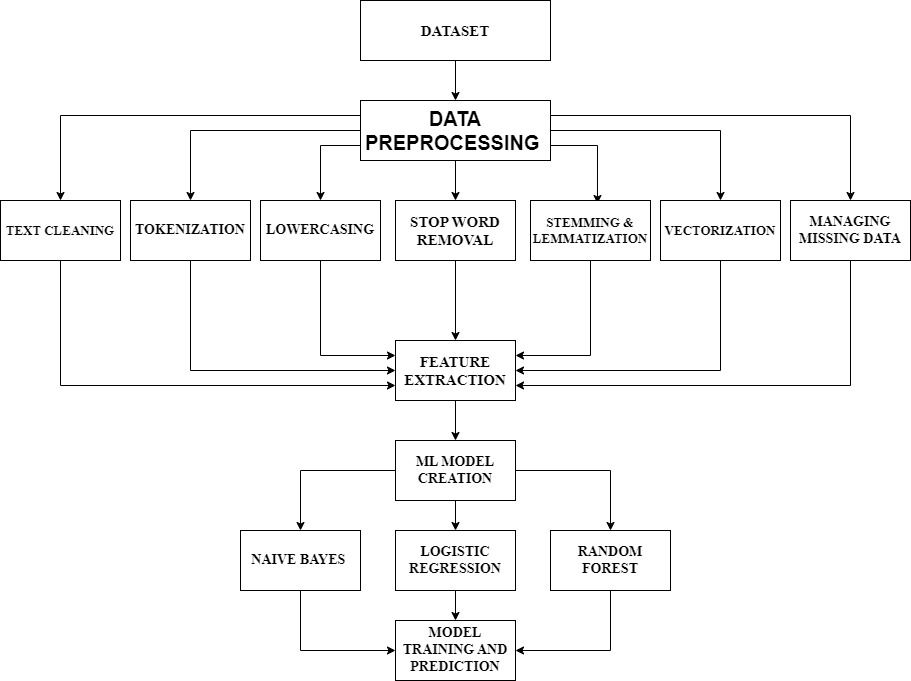 DATASET
DATA
PREPROCESSING
TEXT CLEANING
TOKENIZATION
LOWERCASING
STOP WORD
REMOVAL
STEMMING &
LEMMATIZATION
VECTORIZATION
MANAGING
MISSING DATA
FEATURE
EXTRACTION
ML MODEL
CREATION
NAIVE BAYES
LOGISTIC
REGRESSION
RANDOM
FOREST
MODEL
TRAINING AND
PREDICTION